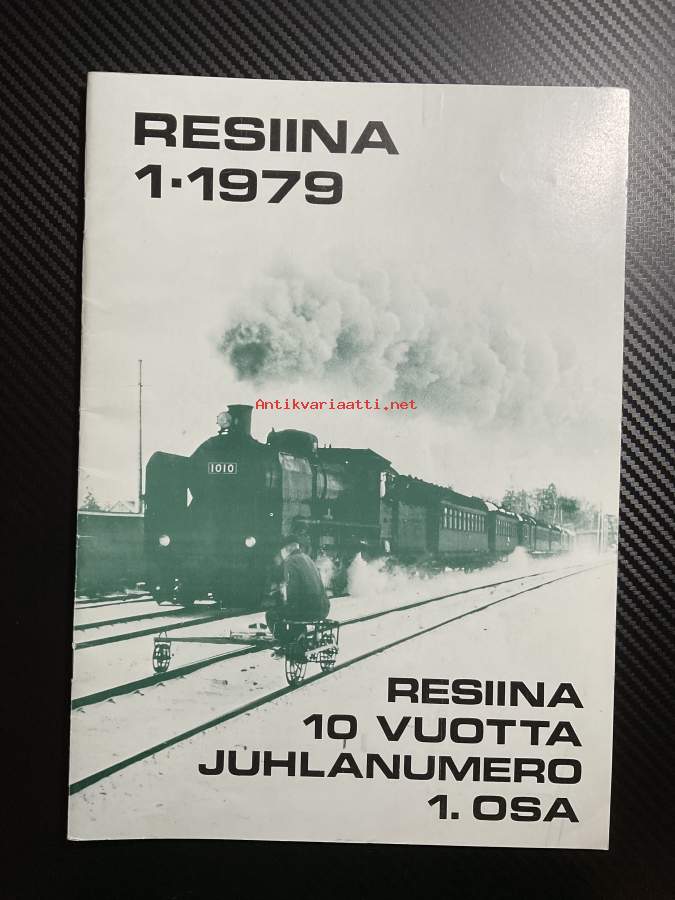 RESIINA
1·1979
Antikvariaatti.net
1010
RESIINA
10 VUOTTA
JUHLANUMERO
1. OSA